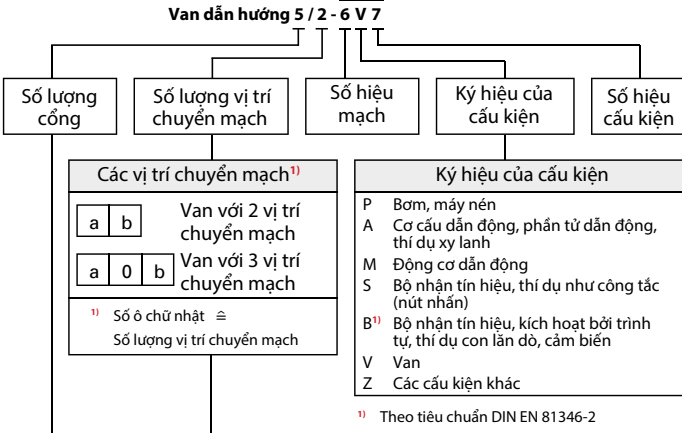 Van dẫn hướng 5 / 2 - 6 V 7
Số lượng
cổng
Số lượng vị trí
chuyển mạch
Số hiệu
mạch
Ký hiệu của
cấu kiện
Số hiệu
cấu kiện
Các vị trí chuyển mạch¹⁾
a b Van với 2 vị trí
chuyển mạch
a 0 b Van với 3 vị trí
chuyển mạch
¹⁾ Số ô chữ nhật ≙
Số lượng vị trí chuyển mạch
Ký hiệu của cấu kiện
P Bơm, máy nén
A Cơ cấu dẫn động, phần tử dẫn động,
thí dụ xy lanh
M Động cơ dẫn động
S Bộ nhận tín hiệu, thí dụ như công tắc
(nút nhấn)
B¹⁾ Bộ nhận tín hiệu, kích hoạt bởi trình
tự, thí dụ con lăn dò, cảm biến
V Van
Z Các cấu kiện khác
¹⁾ Theo tiêu chuẩn DIN EN 81346-2